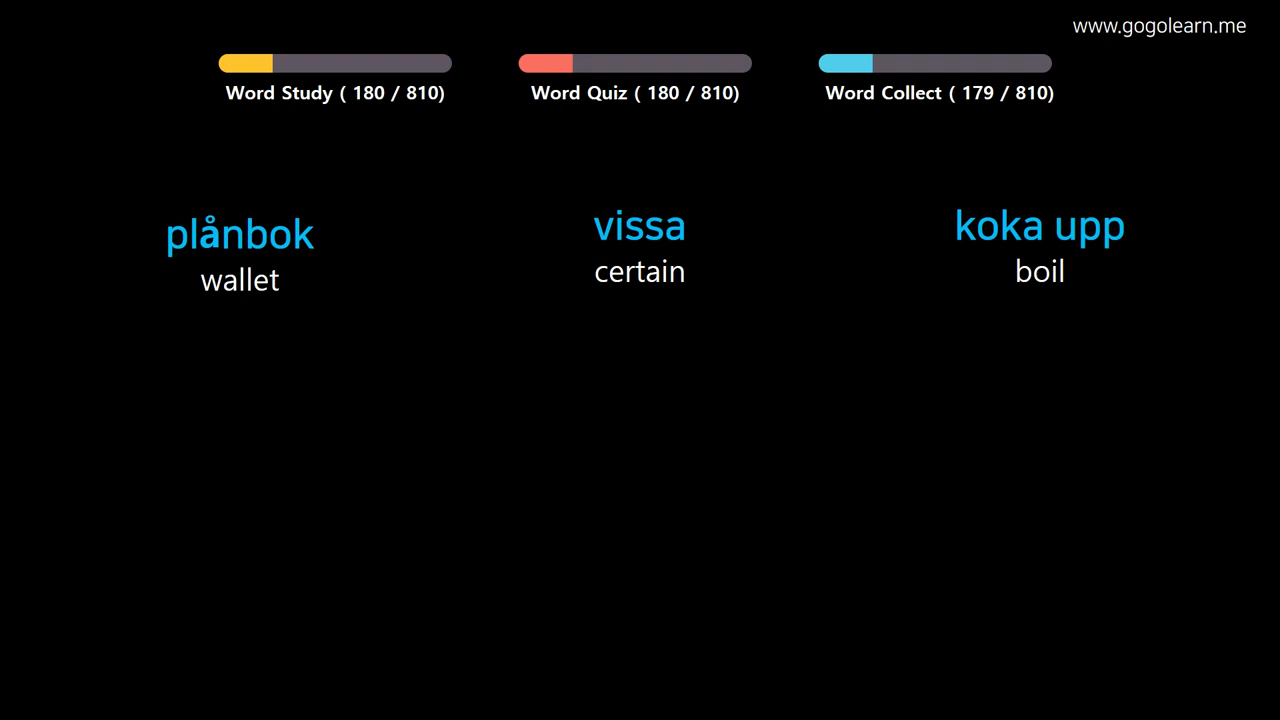 www.gogolearn.me
Word Study ( 180 / 810)
Word Quiz ( 180 / 810)
Word Collect ( 179 / 810)
plånbok
wallet
vissa
certain
koka upp
boil